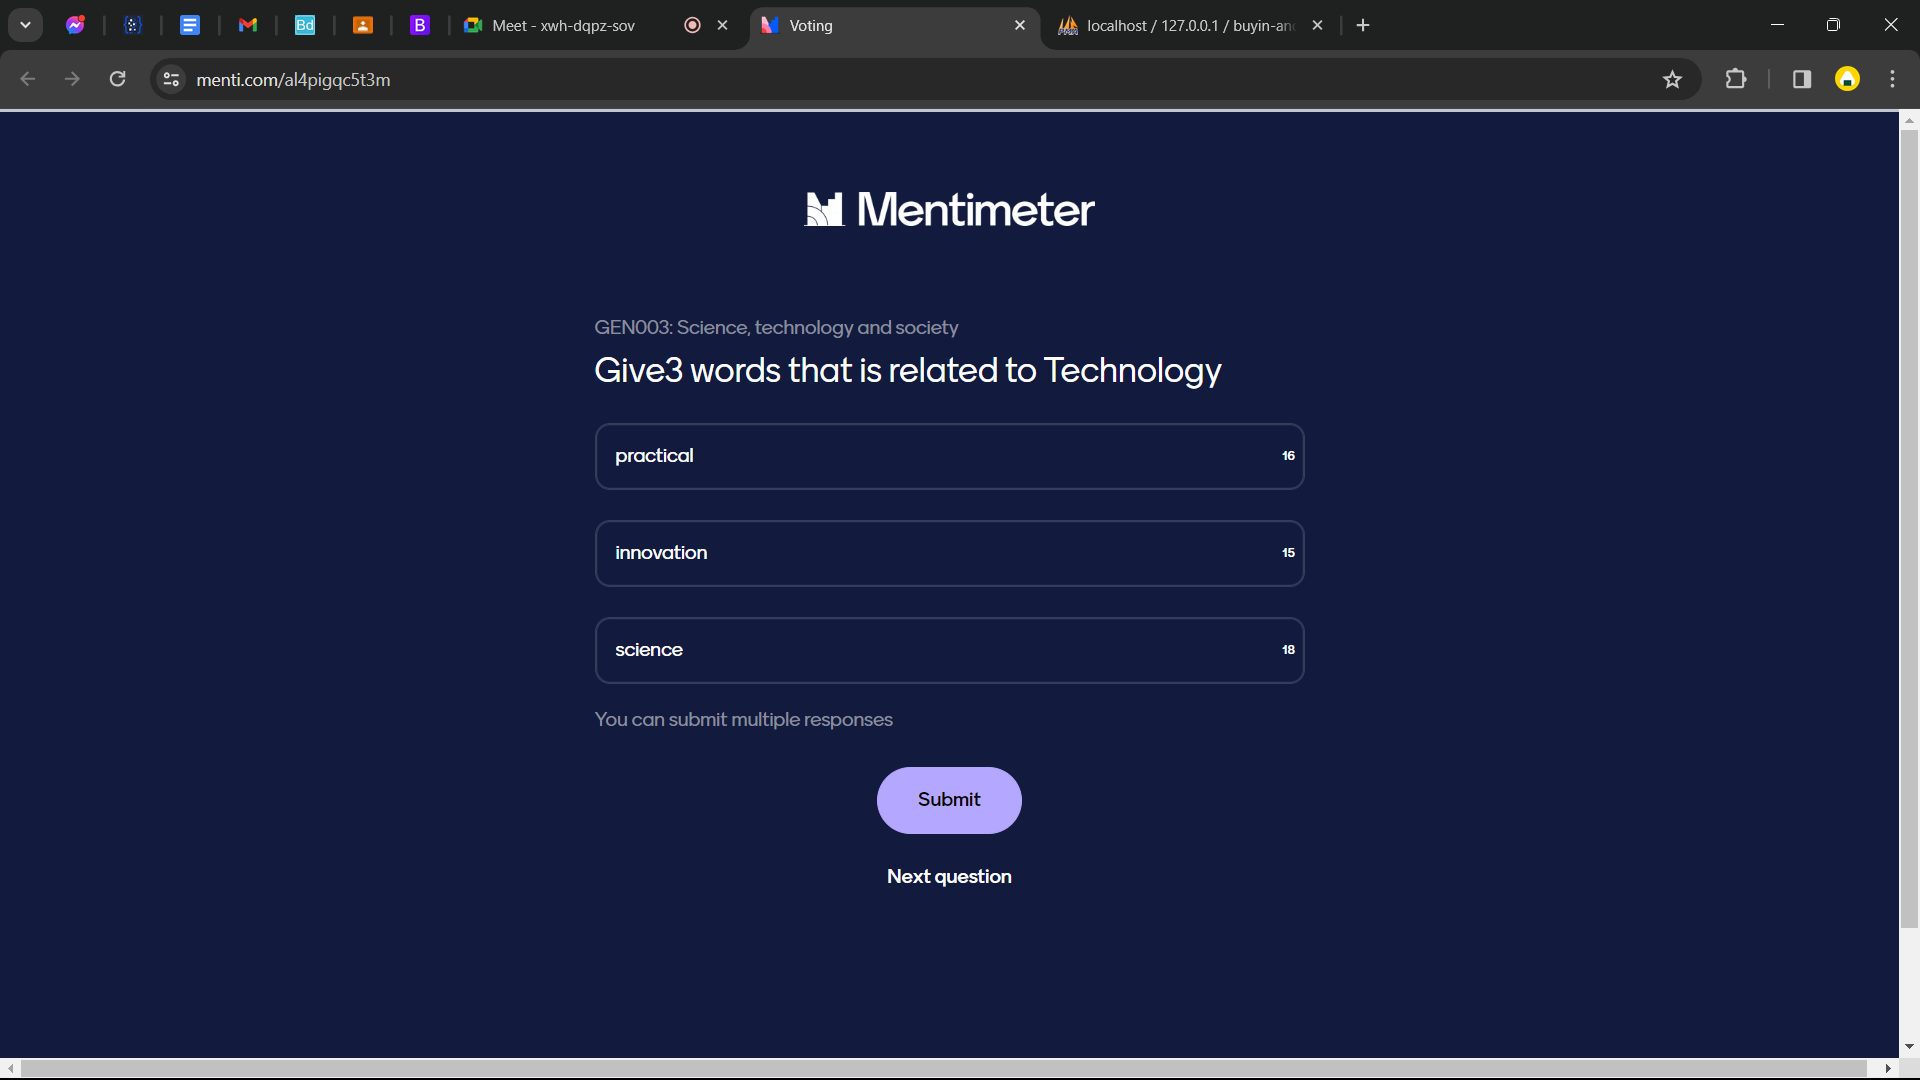 Bd
B
Meet - xwh-dqpz-sov
Voting
localhost / 127.0.0.1 / buyin-an
menti.com/al4pigqc5t3m
Mentimeter
GEN003: Science, technology and society
Give3 words that is related to Technology
practical
16
innovation
15
science
18
You can submit multiple responses
Submit
Next question